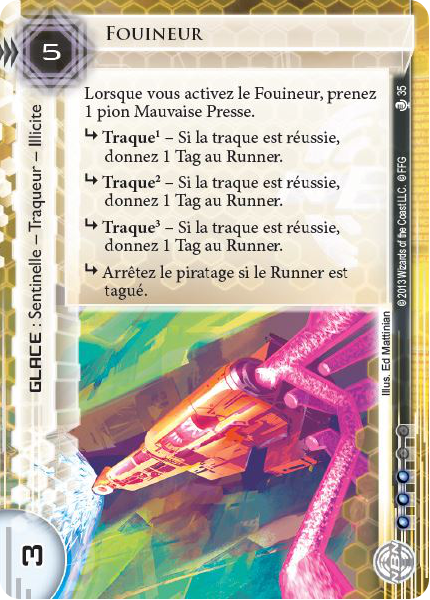 5
Fouineur
Lorsque vous activez le Fouineur, prenez
1 pion Mauvaise Presse.
↳ Traque¹ – Si la traque est réussie,
donnez 1 Tag au Runner.
↳ Traque² – Si la traque est réussie,
donnez 1 Tag au Runner.
↳ Traque³ – Si la traque est réussie,
donnez 1 Tag au Runner.
↳ Arrêtez le piratage si le Runner est
tagué.
GLACE : Sentinelle – Traqueur – Illicite
35
© 2013 Wizards of the Coast LLC. © FFG
Illus. Ed Mattinian
3
NBN